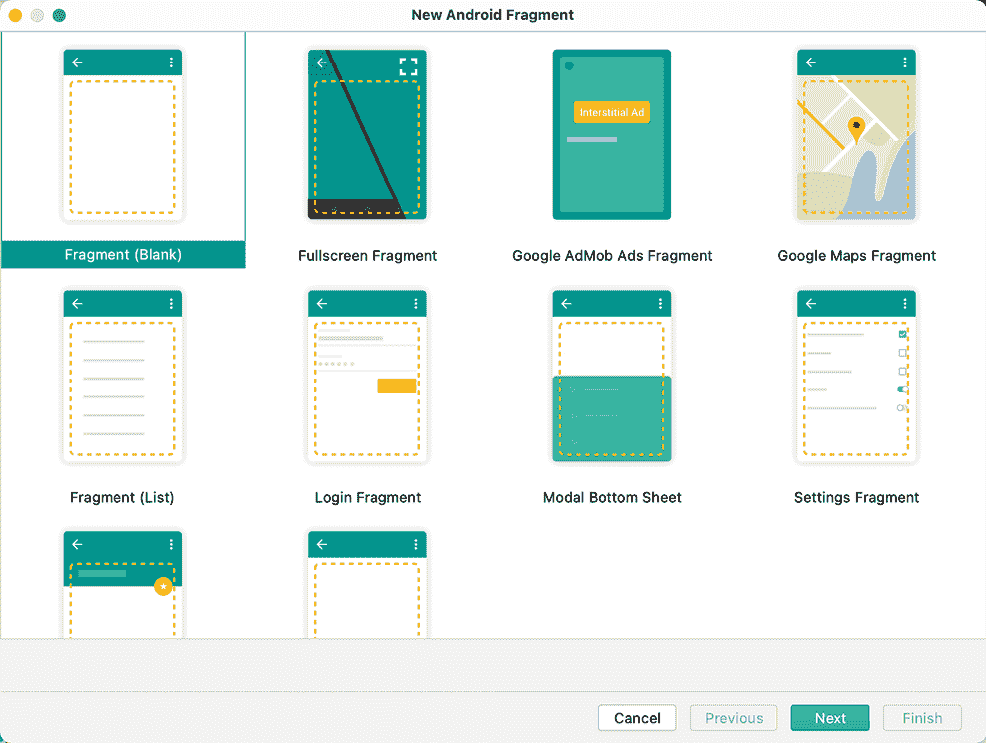 New Android Fragment
Interstitial Ad
Fragment (Blank)
Fullscreen Fragment
Google AdMob Ads Fragment
Google Maps Fragment
Fragment (List)
Login Fragment
Modal Bottom Sheet
Settings Fragment
Cancel
Previous
Next
Finish